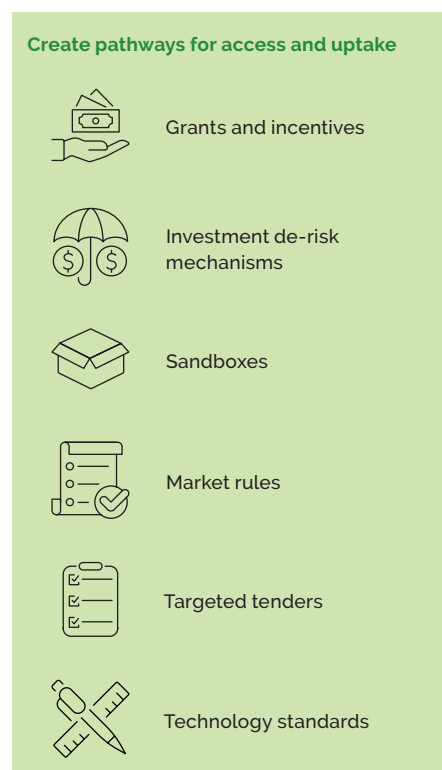 Create pathways for access and uptake
Grants and incentives
Investment de-risk
mechanisms
Sandboxes
Market rules
Targeted tenders
Technology standards